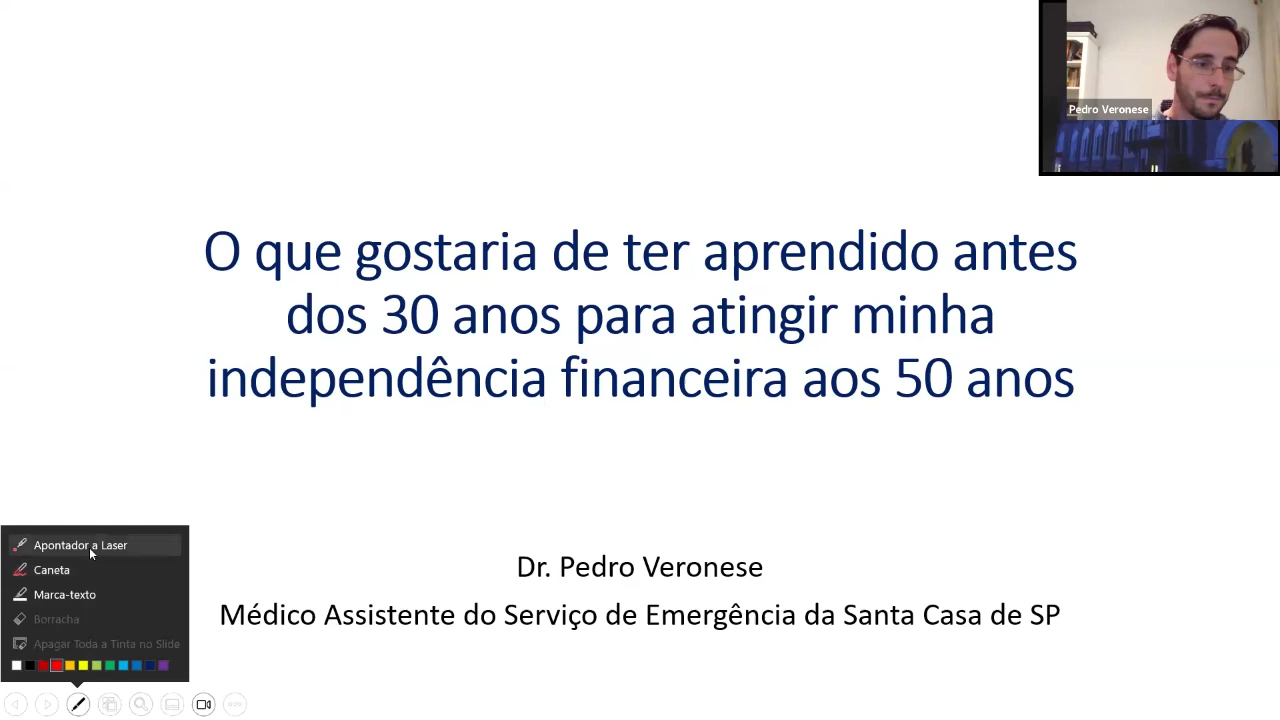 Pedro Veronese
O que gostaria de ter aprendido antes
dos 30 anos para atingir minha
independência financeira aos 50 anos
Dr. Pedro Veronese
Médico Assistente do Serviço de Emergência da Santa Casa de SP
Apontador a Laser
Caneta
Marca-texto
Borracha
Apagar Toda a Tinta no Slide